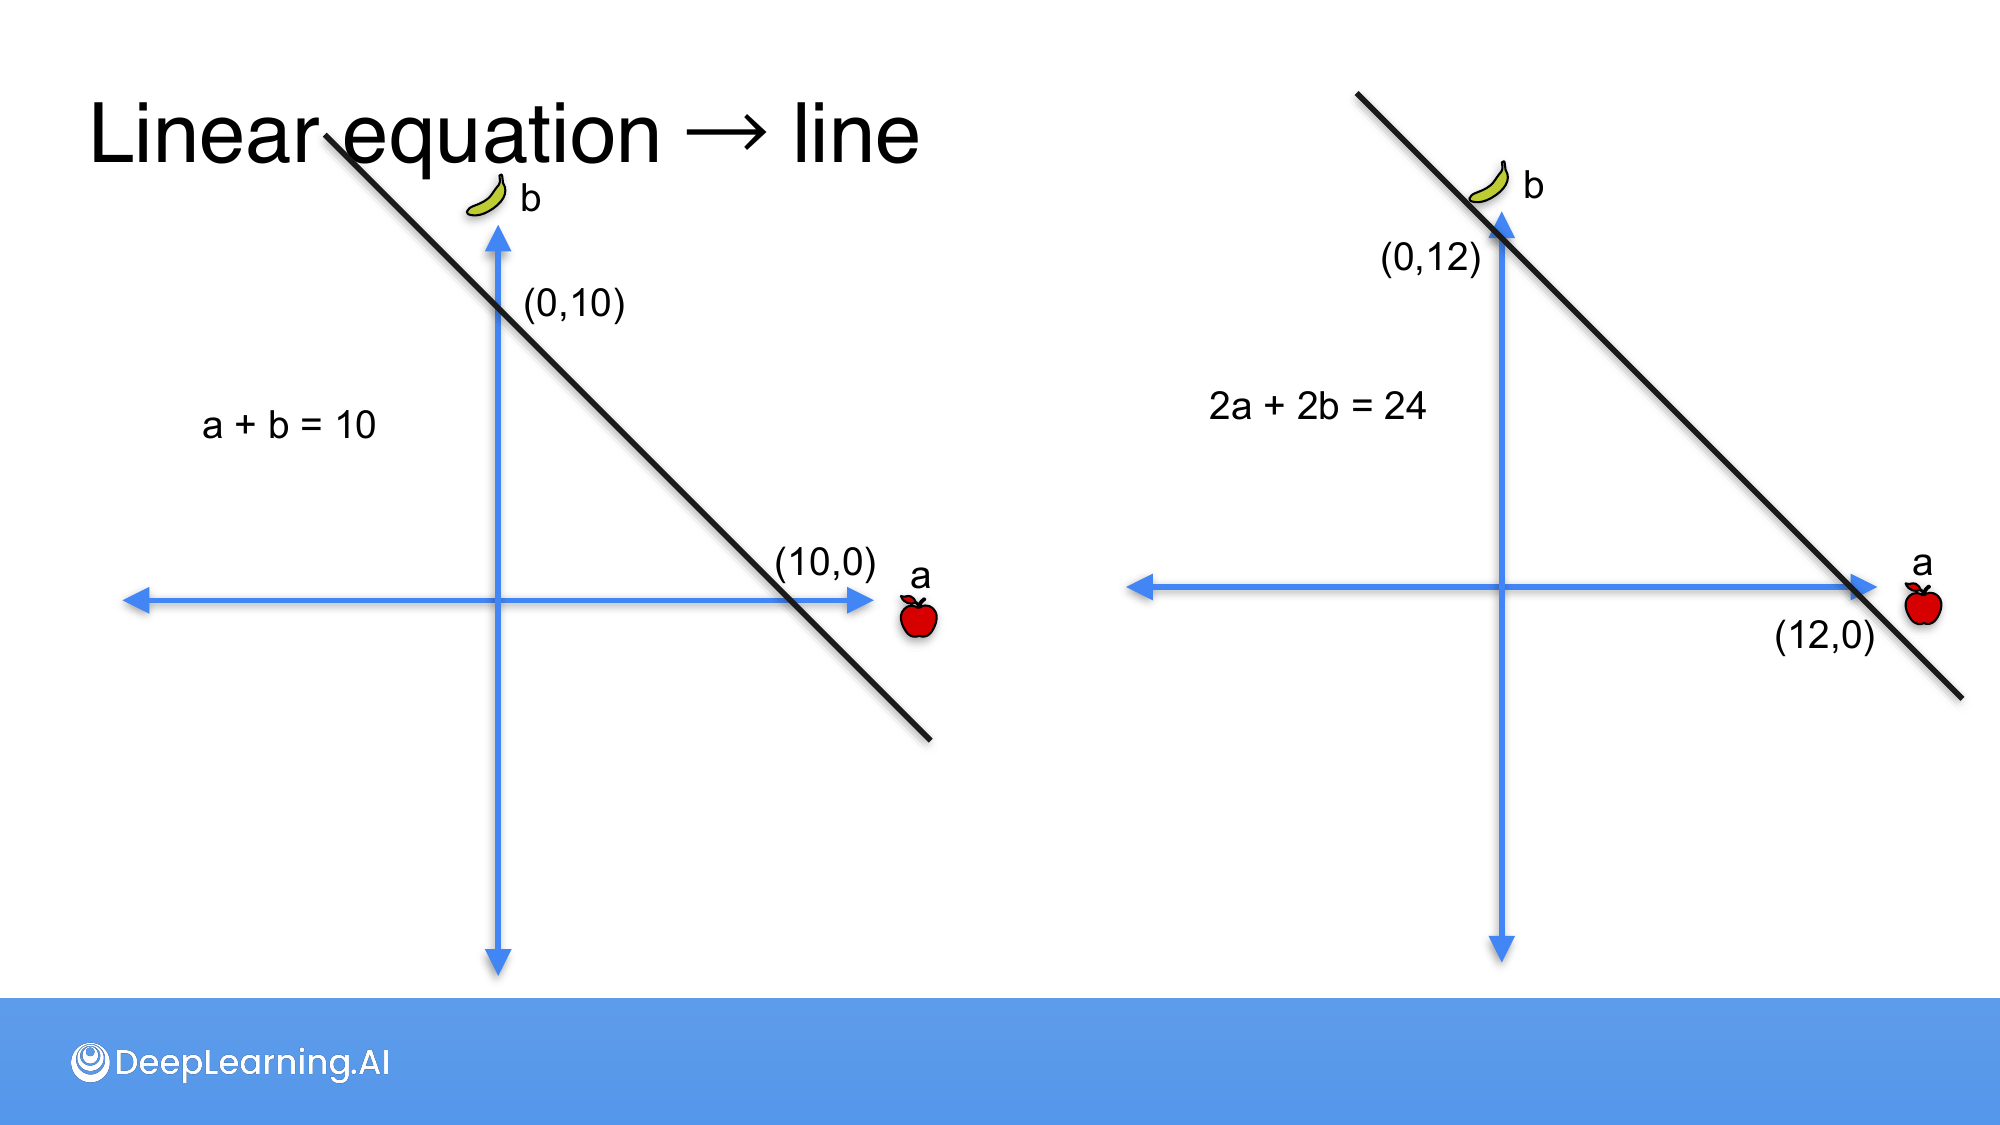 Linear equation → line
b
(0,10)
a + b = 10
(10,0)
a
b
(0,12)
2a + 2b = 24
a
(12,0)
DeepLearning.AI